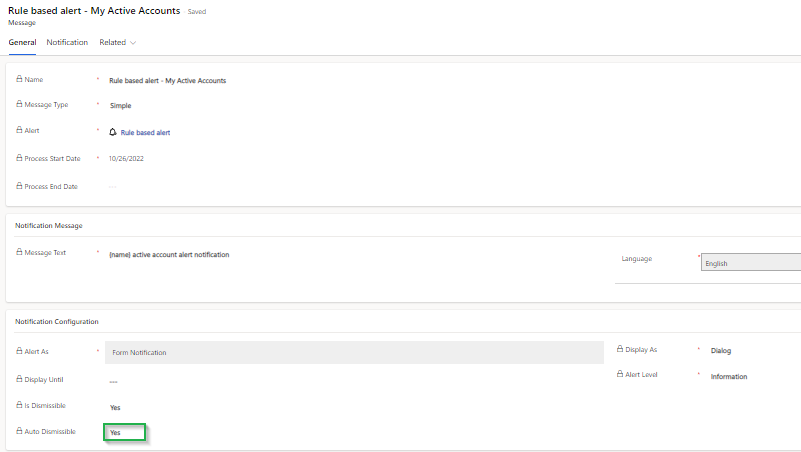 Rule based alert - My Active Accounts - Saved
Message
General Notification Related
Name * Rule based alert - My Active Accounts
Message Type * Simple
Alert * Rule based alert
Process Start Date * 10/26/2022
Process End Date ---
Notification Message
Message Text * {name} active account alert notification
Language * English
Notification Configuration
Alert As * Form Notification
Display As * Dialog
Display Until ---
Alert Level * Information
Is Dismissible Yes
Auto Dismissible Yes